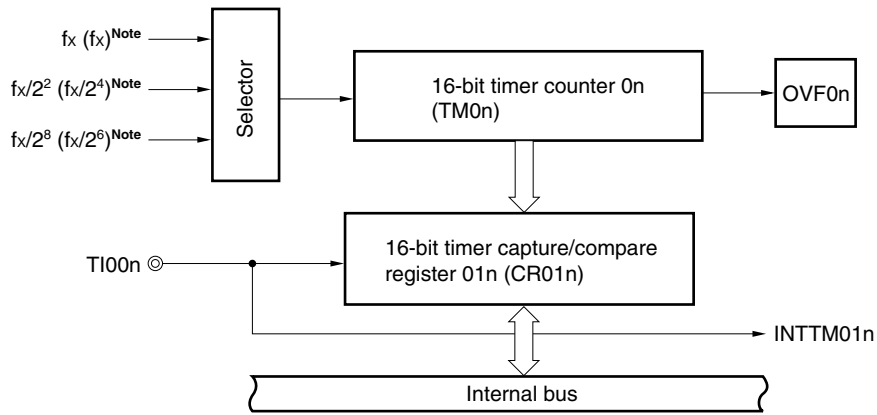 fX (fX)Note
fX/2² (fX/2⁴)Note
fX/2⁸ (fX/2⁶)Note
Selector
16-bit timer counter 0n
(TM0n)
OVF0n
16-bit timer capture/compare
register 01n (CR01n)
TI00n
INTTM01n
Internal bus